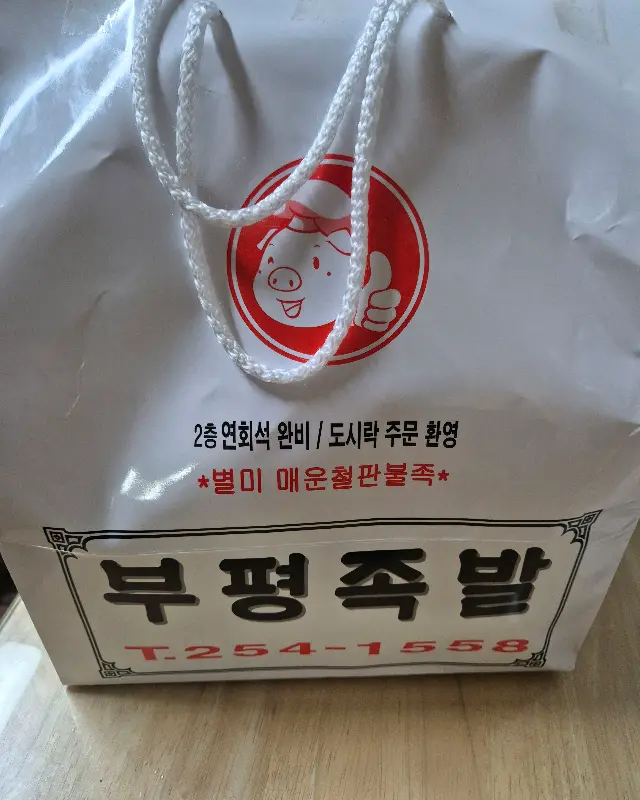 2층 연회석 완비 / 도시락 주문 환영
*별미 매운철판불족*
부평족발
T.254-1558